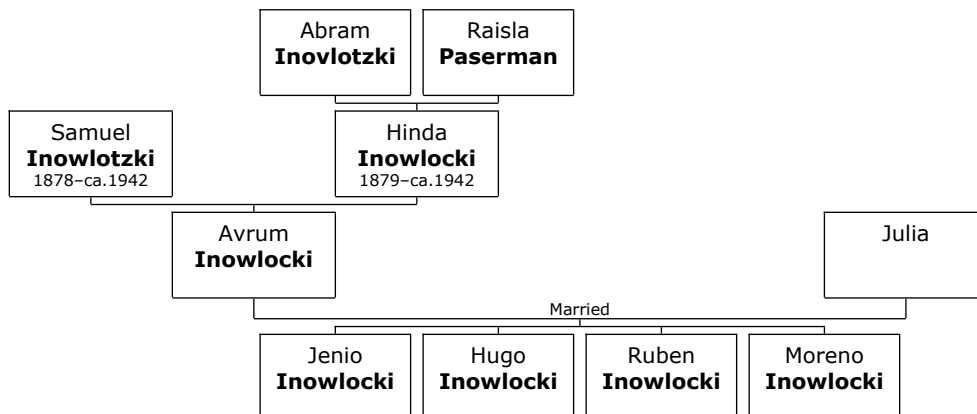 Abram
Inovlotzki
Raisla
Paserman
Samuel
Inowlotzki
1878–ca.1942
Hinda
Inowlocki
1879–ca.1942
Avrum
Inowlocki
Julia
Married
Jenio
Inowlocki
Hugo
Inowlocki
Ruben
Inowlocki
Moreno
Inowlocki